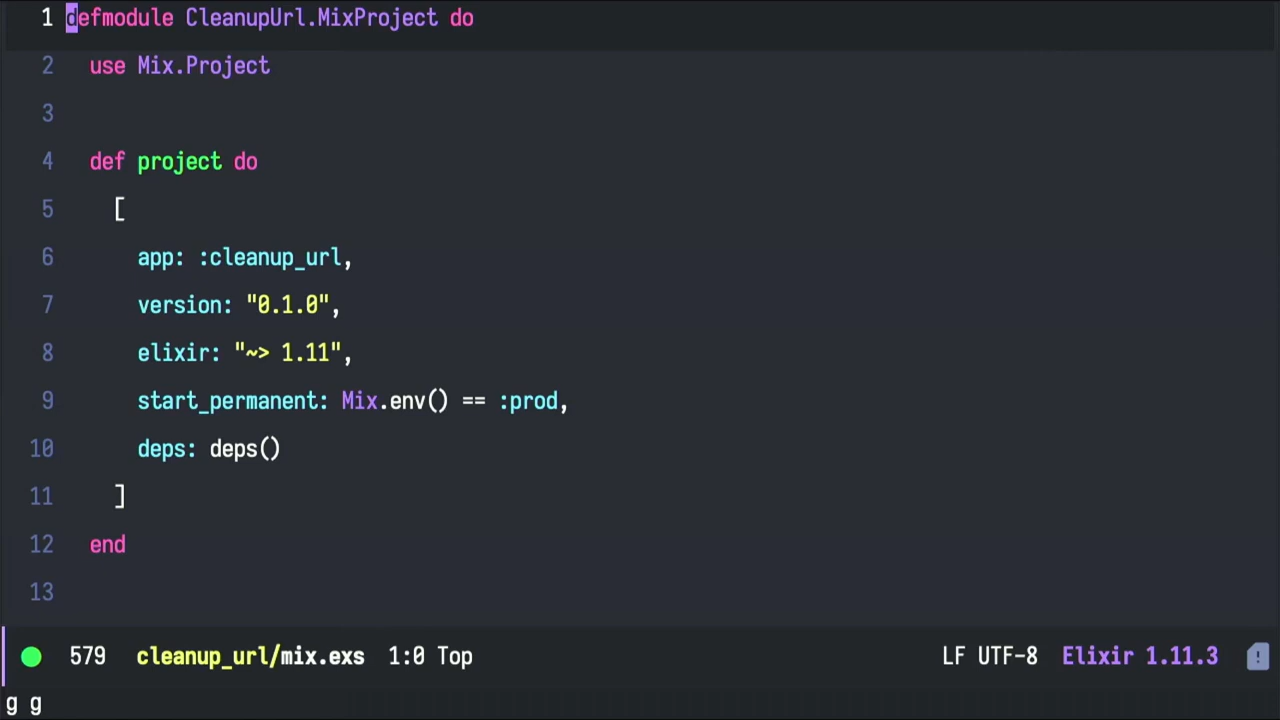 1 defmodule CleanupUrl.MixProject do
2   use Mix.Project
3
4   def project do
5     [
6       app: :cleanup_url,
7       version: "0.1.0",
8       elixir: "~> 1.11",
9       start_permanent: Mix.env() == :prod,
10       deps: deps()
11     ]
12   end
13
579 cleanup_url/mix.exs 1:0 Top LF UTF-8 Elixir 1.11.3 !
g g